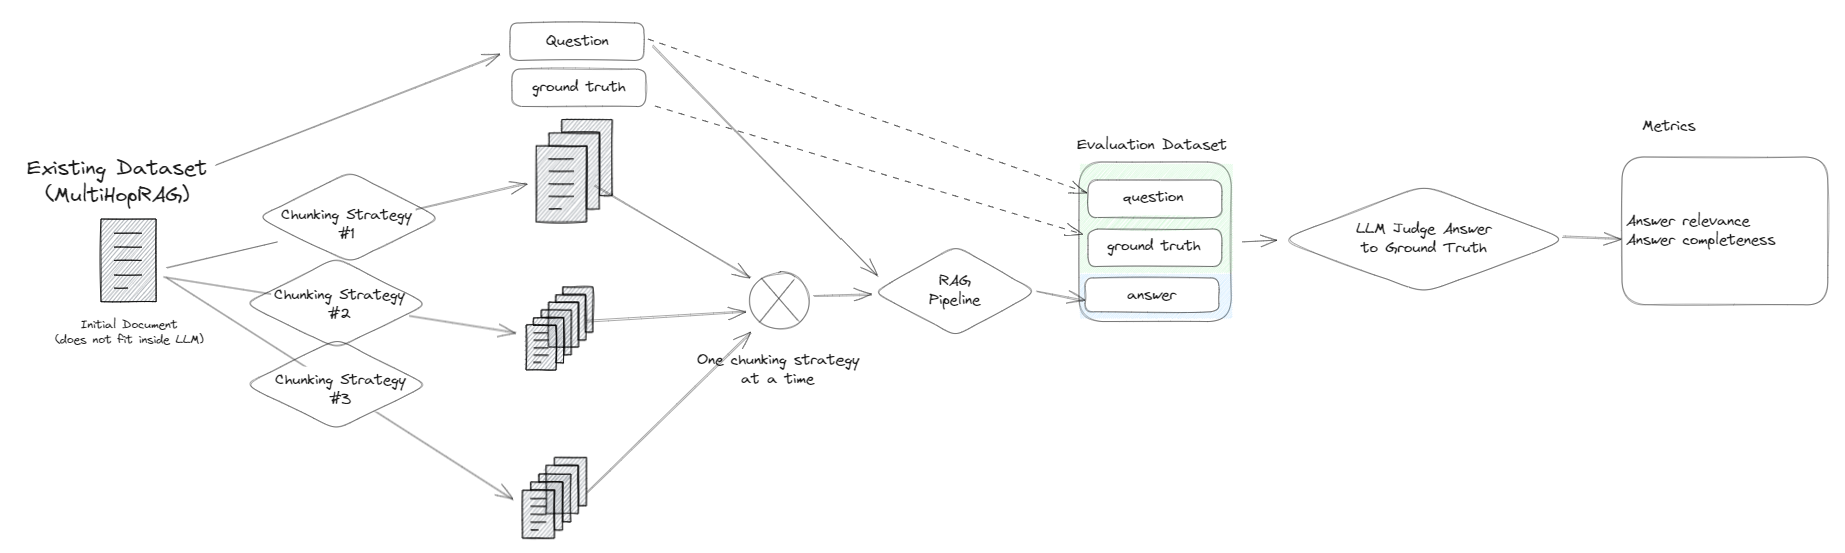 Question
ground truth
Existing Dataset
(MultiHopRAG)
Initial Document
(does not fit inside LLM)
Chunking Strategy
#1
Chunking Strategy
#2
Chunking Strategy
#3
One chunking strategy
at a time
RAG
Pipeline
Evaluation Dataset
question
ground truth
answer
LLM Judge Answer
to Ground Truth
Metrics
Answer relevance
Answer completeness